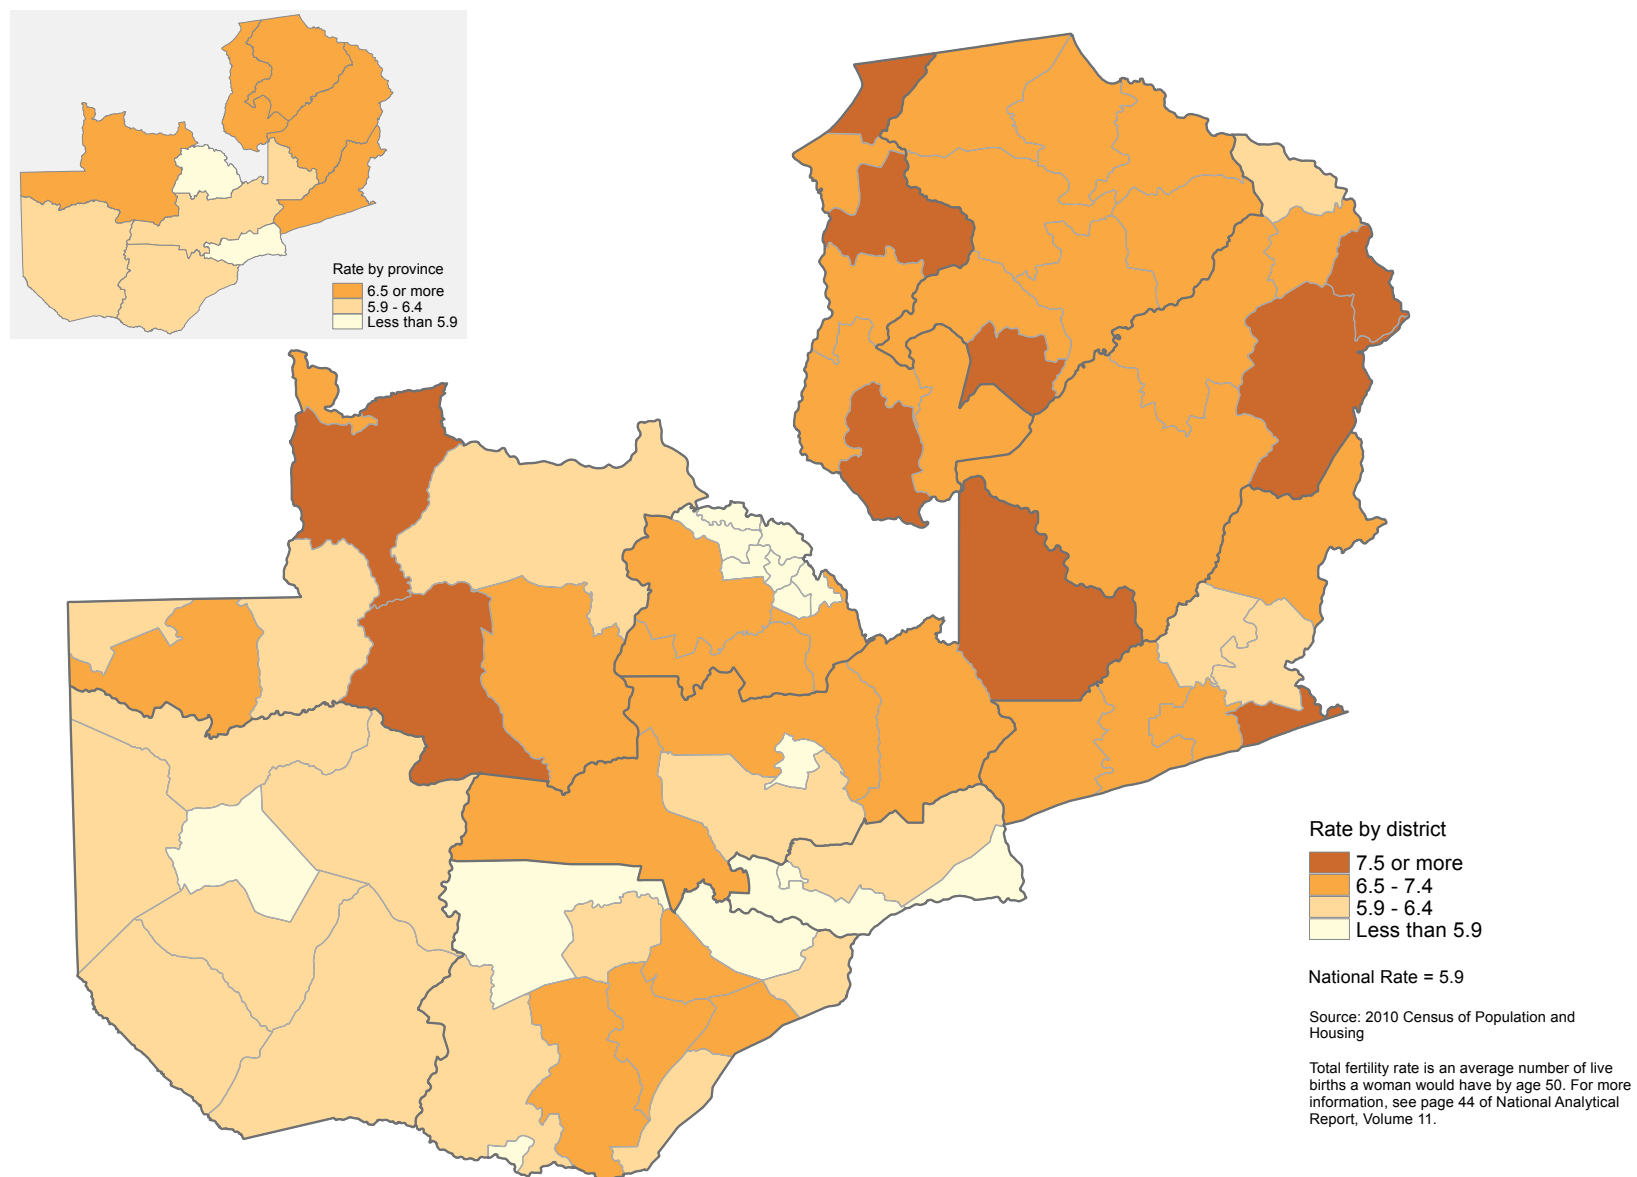 Rate by province
6.5 or more
5.9 - 6.4
Less than 5.9
Rate by district
7.5 or more
6.5 - 7.4
5.9 - 6.4
Less than 5.9
National Rate = 5.9
Source: 2010 Census of Population and
Housing
Total fertility rate is an average number of live
births a woman would have by age 50. For more
information, see page 44 of National Analytical
Report, Volume 11.